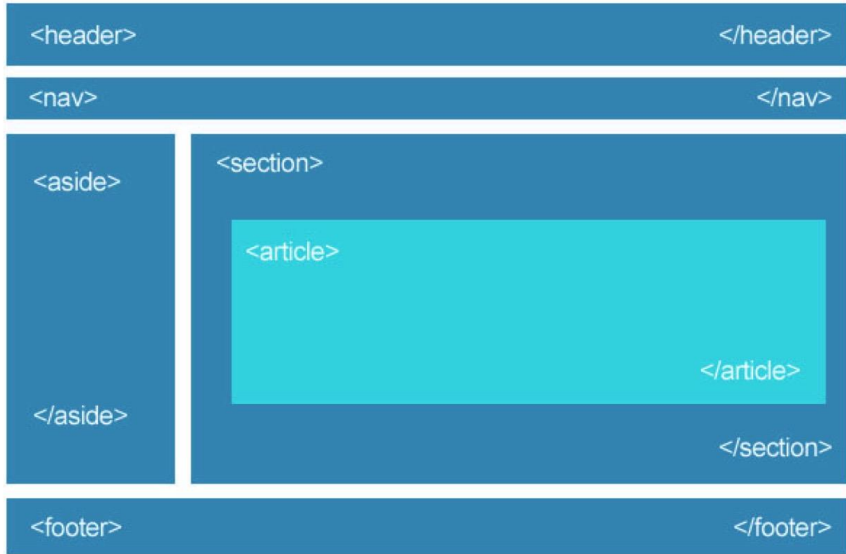 <header> </header>
<nav> </nav>
<aside>
</aside>
<section>
<article>
</article>
</section>
<footer> </footer>